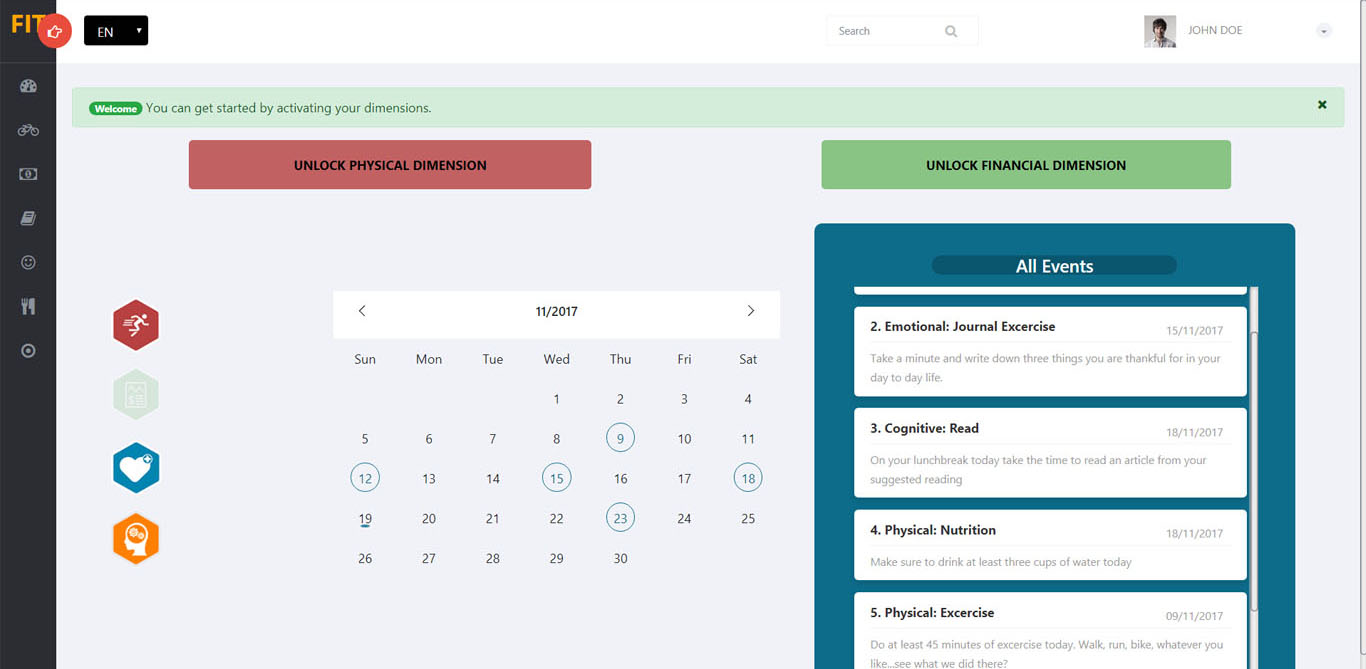 FIT
EN
Search
JOHN DOE
Welcome You can get started by activating your dimensions.
UNLOCK PHYSICAL DIMENSION
UNLOCK FINANCIAL DIMENSION
All Events
11/2017
Sun Mon Tue Wed Thu Fri Sat
1 2 3 4
5 6 7 8 9 10 11
12 13 14 15 16 17 18
19 20 21 22 23 24 25
26 27 28 29 30
2. Emotional: Journal Excercise
15/11/2017
Take a minute and write down three things you are thankful for in your
day to day life.
3. Cognitive: Read
18/11/2017
On your lunchbreak today take the time to read an article from your
suggested reading
4. Physical: Nutrition
18/11/2017
Make sure to drink at least three cups of water today
5. Physical: Excercise
09/11/2017
Do at least 45 minutes of excercise today. Walk, run, bike, whatever you
like...see what we did there?